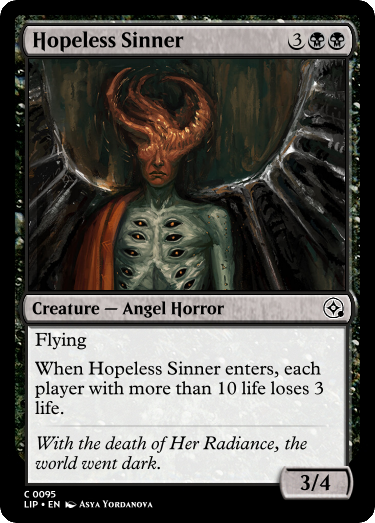 Hopeless Sinner 3
Creature — Angel Horror
Flying
When Hopeless Sinner enters, each
player with more than 10 life loses 3
life.
With the death of Her Radiance, the
world went dark.
3/4
C 0095
LIP • EN Asya Yordanova